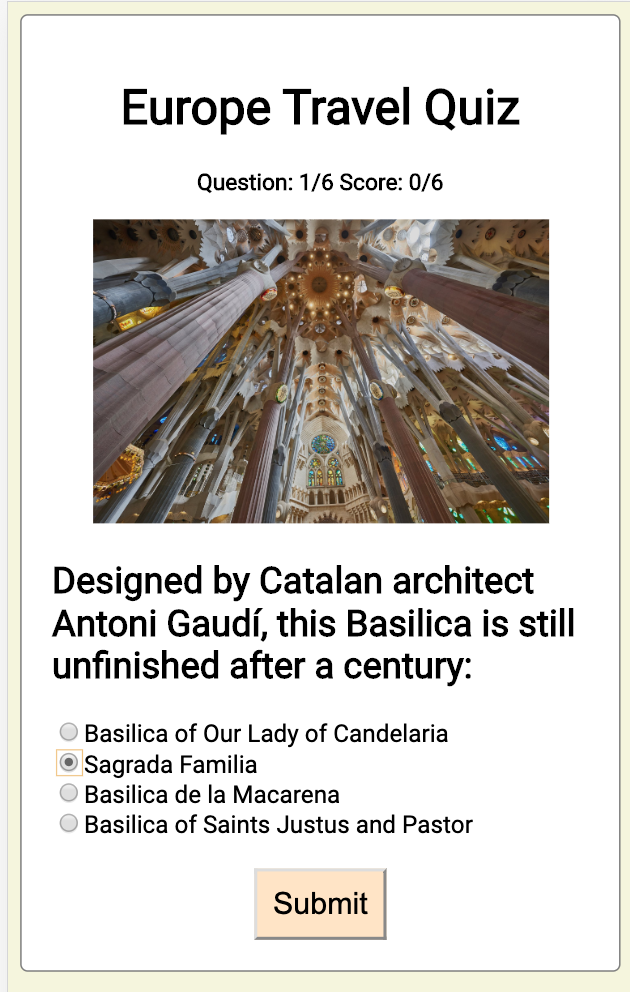 Europe Travel Quiz
Question: 1/6 Score: 0/6
Designed by Catalan architect
Antoni Gaudí, this Basilica is still
unfinished after a century:
Basilica of Our Lady of Candelaria
Sagrada Familia
Basilica de la Macarena
Basilica of Saints Justus and Pastor
Submit